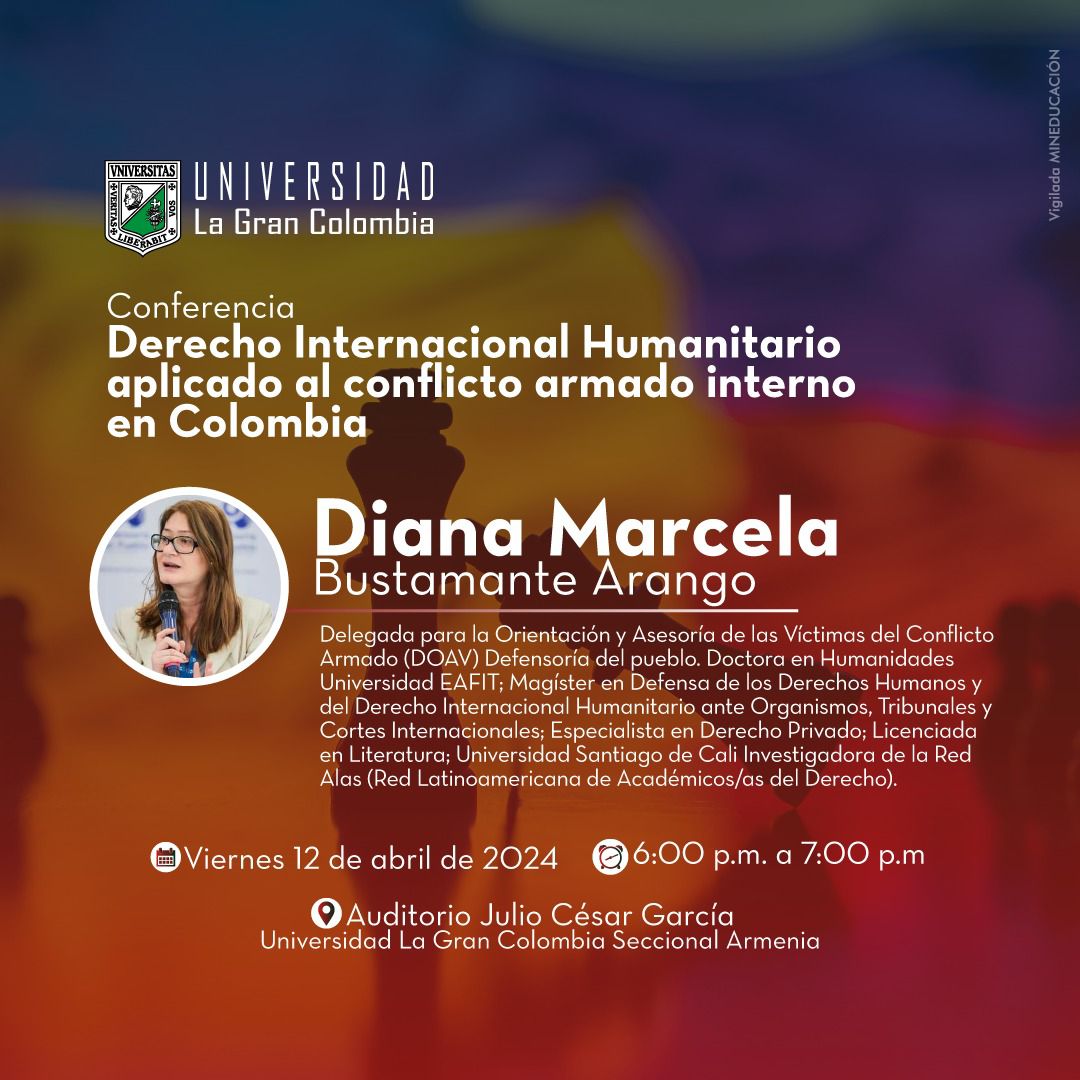 Vigilada MINEDUCACIÓN
VNIVERSITAS
VERITAS
VOS
LIBERABIT
UNIVERSIDAD
La Gran Colombia
Conferencia
Derecho Internacional Humanitario
aplicado al conflicto armado interno
en Colombia
Diana Marcela
Bustamante Arango
Delegada para la Orientación y Asesoría de las Víctimas del Conflicto
Armado (DOAV) Defensoría del pueblo. Doctora en Humanidades
Universidad EAFIT; Magíster en Defensa de los Derechos Humanos y
del Derecho Internacional Humanitario ante Organismos, Tribunales y
Cortes Internacionales; Especialista en Derecho Privado; Licenciada
en Literatura; Universidad Santiago de Cali Investigadora de la Red
Alas (Red Latinoamericana de Académicos/as del Derecho).
Viernes 12 de abril de 2024
6:00 p.m. a 7:00 p.m
Auditorio Julio César García
Universidad La Gran Colombia Seccional Armenia